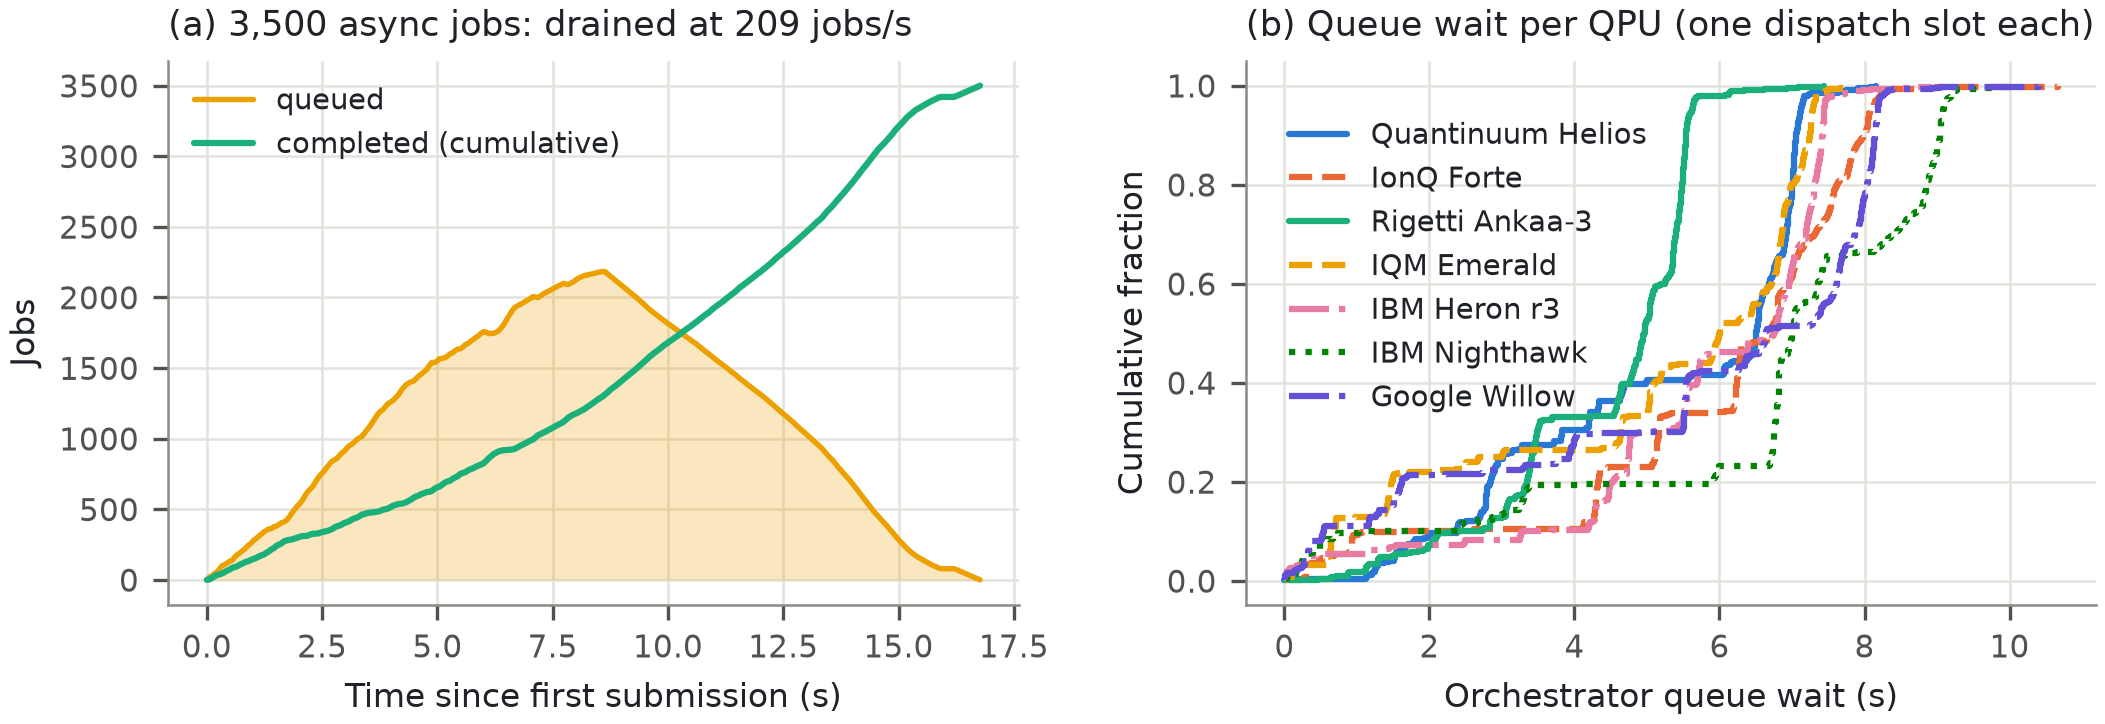 (a) 3,500 async jobs: drained at 209 jobs/s
queued
completed (cumulative)
Jobs
3500
3000
2500
2000
1500
1000
500
0
0.0 2.5 5.0 7.5 10.0 12.5 15.0 17.5
Time since first submission (s)
(b) Queue wait per QPU (one dispatch slot each)
Quantinuum Helios
IonQ Forte
Rigetti Ankaa-3
IQM Emerald
IBM Heron r3
IBM Nighthawk
Google Willow
Cumulative fraction
1.0
0.8
0.6
0.4
0.2
0.0
0 2 4 6 8 10
Orchestrator queue wait (s)